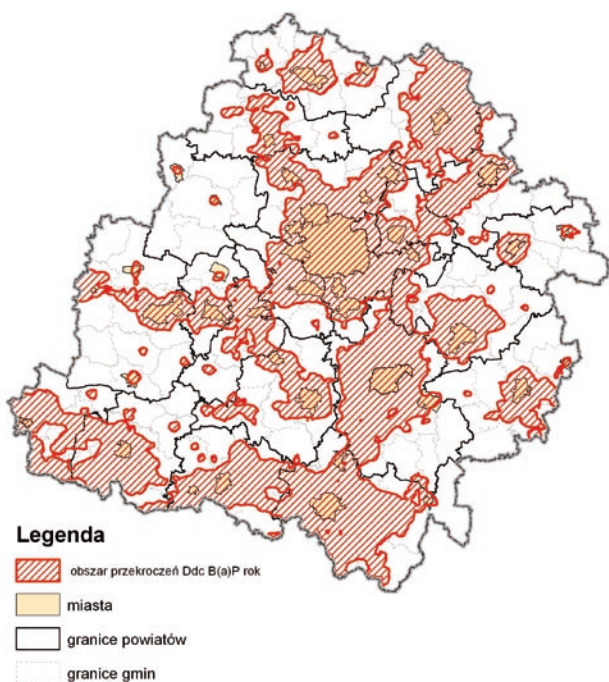 Legenda
obszar przekroczeń Ddc B(a)P rok
miasta
granice powiatów
granice gmin